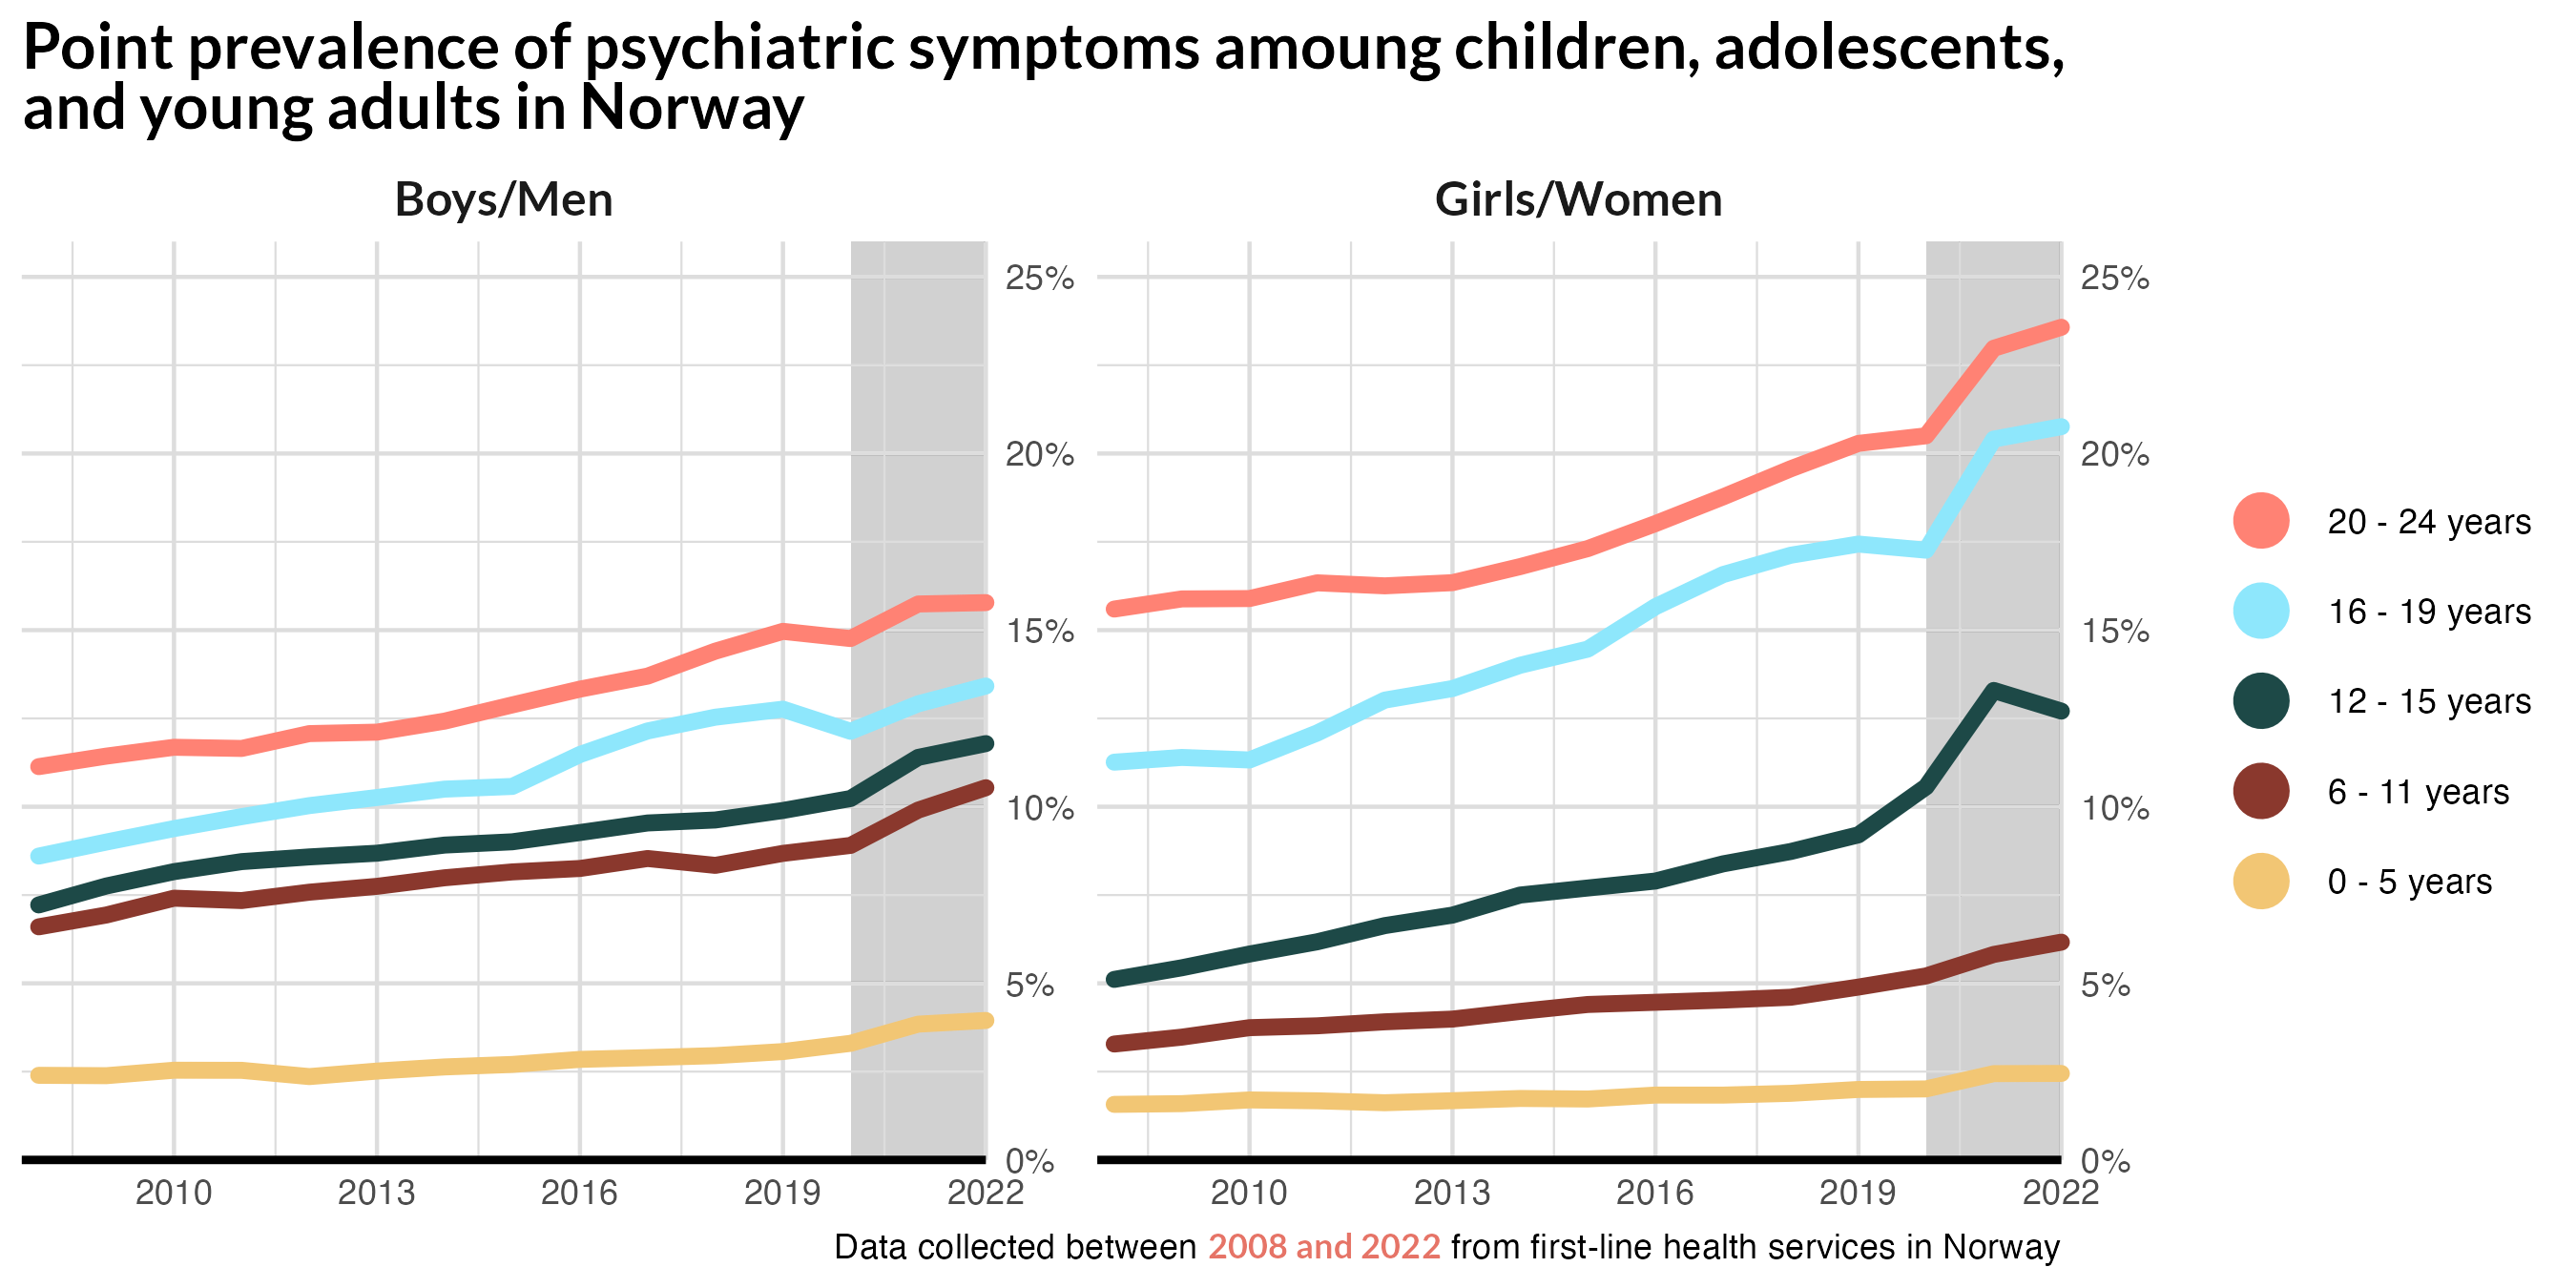 Point prevalence of psychiatric symptoms amoung children, adolescents,
and young adults in Norway
Boys/Men
Girls/Women
25%
20%
15%
10%
5%
0%
25%
20%
15%
10%
5%
0%
2010 2013 2016 2019 2022
2010 2013 2016 2019 2022
20 - 24 years
16 - 19 years
12 - 15 years
6 - 11 years
0 - 5 years
Data collected between 2008 and 2022 from first-line health services in Norway